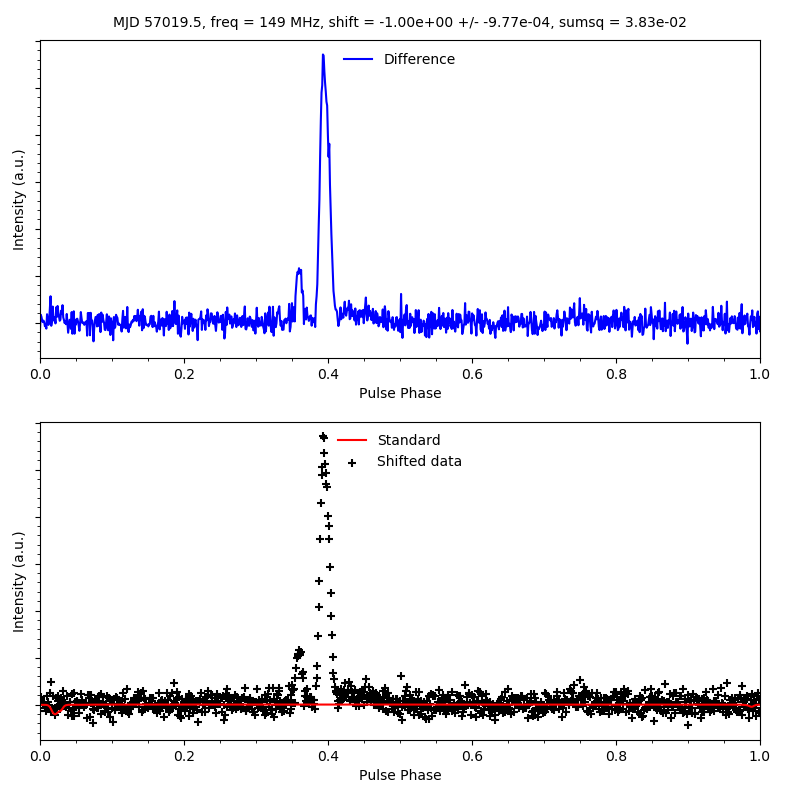 MJD 57019.5, freq = 149 MHz, shift = -1.00e+00 +/- -9.77e-04, sumsq = 3.83e-02
Difference
Intensity (a.u.)
0.0 0.2 0.4 0.6 0.8 1.0
Pulse Phase
Standard
Shifted data
Intensity (a.u.)
0.0 0.2 0.4 0.6 0.8 1.0
Pulse Phase